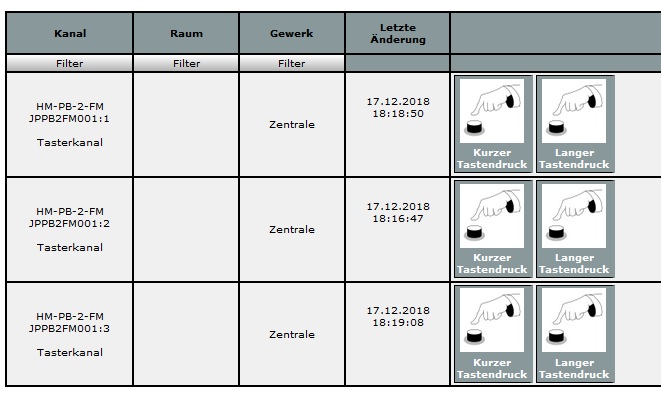 Kanal
Raum
Gewerk
Letzte
Änderung
Filter
Filter
Filter
HM-PB-2-FM
JPPB2FM001:1
Tasterkanal
Zentrale
17.12.2018
18:18:50
Kurzer
Tastendruck
Langer
Tastendruck
HM-PB-2-FM
JPPB2FM001:2
Tasterkanal
Zentrale
17.12.2018
18:16:47
Kurzer
Tastendruck
Langer
Tastendruck
HM-PB-2-FM
JPPB2FM001:3
Tasterkanal
Zentrale
17.12.2018
18:19:08
Kurzer
Tastendruck
Langer
Tastendruck